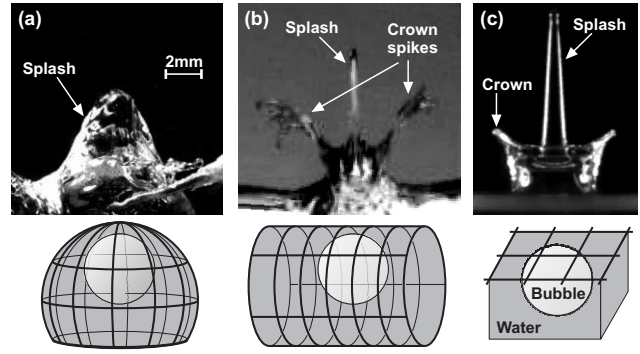 (a)
Splash
2mm
(b)
Splash
Crown
spikes
(c)
Splash
Crown
Bubble
Water